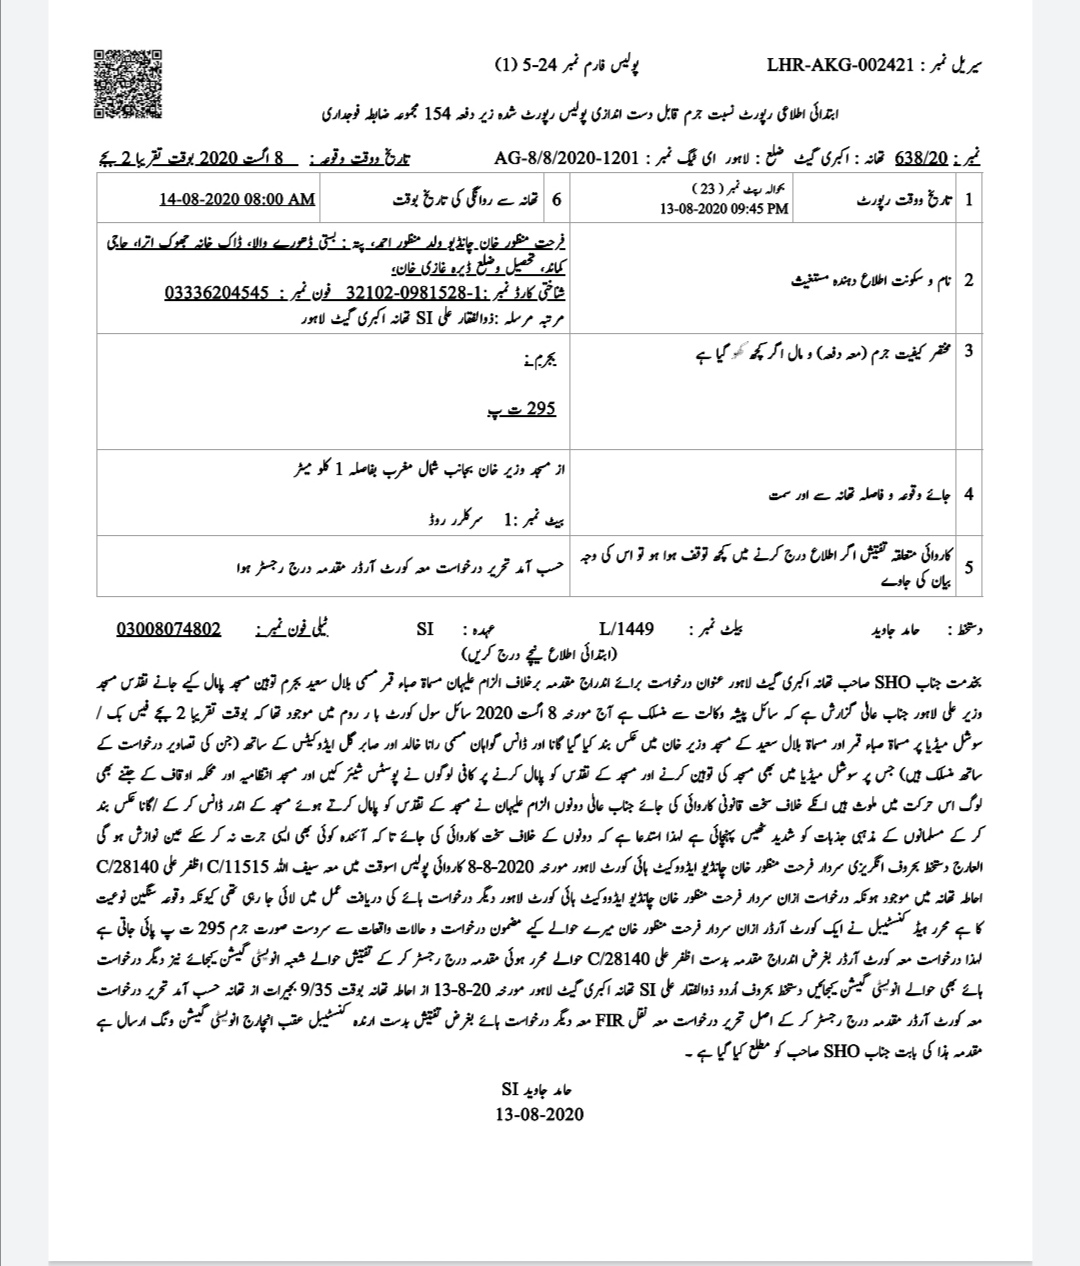 سیریل نمبر : LHR-AKG-002421 پولیس فارم نمبر 24-5 (1)
ابتدائی اطلاعی رپورٹ نسبت جرم قابل دست اندازی پولیس رپورٹ شدہ زیر دفعہ 154 مجموعہ ضابطہ فوجداری
نمبر : 638/20 تھانہ : اکبری گیٹ ضلع : لاہور ای ٹیگ نمبر : AG-8/8/2020-1201 تاریخ ووقت وقوعہ : 8 اگست 2020 بوقت تقریبا 2 بجے
1 تاریخ ووقت رپورٹ
بحوالہ رپٹ نمبر ( 23 )
13-08-2020 09:45 PM
6 تھانہ سے روانگی کی تاریخ بوقت
14-08-2020 08:00 AM
2 نام و سکونت اطلاع دہندہ مستغیث
فرحت منظور خان چانڈیو ولد منظور احمد، پتہ : بستی ڈھورے والا، ڈاک خانہ جھوک اترا، حاجی
کماند، تحصیل وضلع ڈیرہ غازی خان،
شناختی کارڈ نمبر :1-0981528-32102 فون نمبر : 03336204545
مرتبہ مرسلہ :ذوالفقار علی SI تھانہ اکبری گیٹ لاہور
3 مختصر کیفیت جرم (معہ دفعہ) و مال اگر کچھ کھو گیا ہے
بجرم:
295 ت پ
4 جائے وقوعہ و فاصلہ تھانہ سے اور سمت
از مسجد وزیر خان بجانب شمال مغرب بفاصلہ 1 کلو میٹر
بیٹ نمبر :1 سرکلرر روڈ
5 کاروائی متعلقہ تفتیش اگر اطلاع درج کرنے میں کچھ توقف ہوا ہو تو اس کی وجہ
بیان کی جاوے
حسب آمد تحریر درخواست معہ کورٹ آرڈر مقدمہ درج رجسٹر ہوا
دستخط : حامد جاوید بیلٹ نمبر : L/1449 عہدہ : SI ٹیلی فون نمبر : 03008074802
(ابتدائی اطلاع نیچے درج کریں)
بخدمت جناب SHO صاحب تھانہ اکبری گیٹ لاہور عنوان درخواست برائے اندراج مقدمہ برخلاف الزام علیہان مسماۃ صباء قمر مسمی بلال سعید بجرم توہین مسجد پامال کیے جانے تقدس مسجد
وزیر علی لاہور جناب عالی گزارش ہے کہ سائل پیشہ وکالت سے منسلک ہے آج مورخہ 8 اگست 2020 سائل سول کورٹ با ر روم میں موجود تھا کہ بوقت تقریبا 2 بجے فیس بک /
سوشل میڈیا پر مسماۃ صباء قمر اور مسماۃ بلال سعید کے مسجد وزیر خان میں عکس بند کیا گیا گانا اور ڈانس گواہان مسمی رانا خالد اور صابر گل ایڈوکیٹس کے ساتھ (جن کی تصاویر درخواست کے
ساتھ منسلک ہیں) جس پر سوشل میڈیا میں بھی مسجد کی توہین کرنے اور مسجد کے تقدس کو پامال کرنے پر کافی لوگوں نے پوسٹس شیئر کیں اور مسجد انتظامیہ اور محکمہ اوقاف کے جتنے بھی
لوگ اس حرکت میں ملوث ہیں انکے خلاف سخت قانونی کاروائی کی جائے جناب عالی دونوں الزام علیہان نے مسجد کے تقدس کو پامال کرتے ہوئے مسجد کے اندر ڈانس کر کے /گانا عکس بند
کر کے مسلمانوں کے مذہبی جذبات کو شدید ٹھیس پہنچائی ہے لہذا استدعا ہے کہ دونوں کے خلاف سخت کاروائی کی جائے تا کہ آئندہ کوئی بھی ایسی جرت نہ کر سکے عین نوازش ہو گی
العارج دستخط بحروف انگریزی سردار فرحت منظور خان چانڈیو ایڈووکیٹ ہائی کورٹ لاہور مورخہ 2020-8-8 کاروائی پولیس اسوقت میں معہ سیف اللہ C/11515 اظفر علی C/28140
احاطہ تھانہ میں موجود ہونکہ درخواست ازان سردار فرحت منظور خان چانڈیو ایڈووکیٹ ہائی کورٹ لاہور دیگر درخواست ہائے کی دریافت عمل میں لائی جا رہی تھی کیونکہ وقوعہ سنگین نوعیت
کا ہے محرر ہیڈ کنسٹیبل نے ایک کورٹ آرڈر ازان سردار فرحت منظور خان میرے حوالے کیے مضمون درخواست و حالات واقعات سے سردست صورت جرم 295 ت پ پائی جاتی ہے
لہذا درخواست معہ کورٹ آرڈر بغرض اندراج مقدمہ بدست اظفر علی C/28140 حوالے محرر ہوئی مقدمہ درج رجسٹر کر کے تفتیش حوالے شعبہ انویسٹی گیشن کیجائے نیز دیگر درخواست
ہائے بھی حوالے انویسٹی گیشن کیجائیں دستخط بحروف اُردو ذوالفقار علی SI تھانہ اکبری گیٹ لاہور مورخہ 20-8-13 از احاطہ تھانہ بوقت 9/35 بجیرات از تھانہ حسب آمد تحریر درخواست
معہ کورٹ آرڈر مقدمہ درج رجسٹر کر کے اصل تحریر درخواست معہ نقل FIR معہ دیگر درخواست ہائے بغرض تفتیش بدست ارندہ کنسٹیبل عقب انچارج انویسٹی گیشن ونگ ارسال ہے
مقدمہ ہذا کی بابت جناب SHO صاحب کو مطلع کیا گیا ہے ۔
حامد جاوید SI
13-08-2020